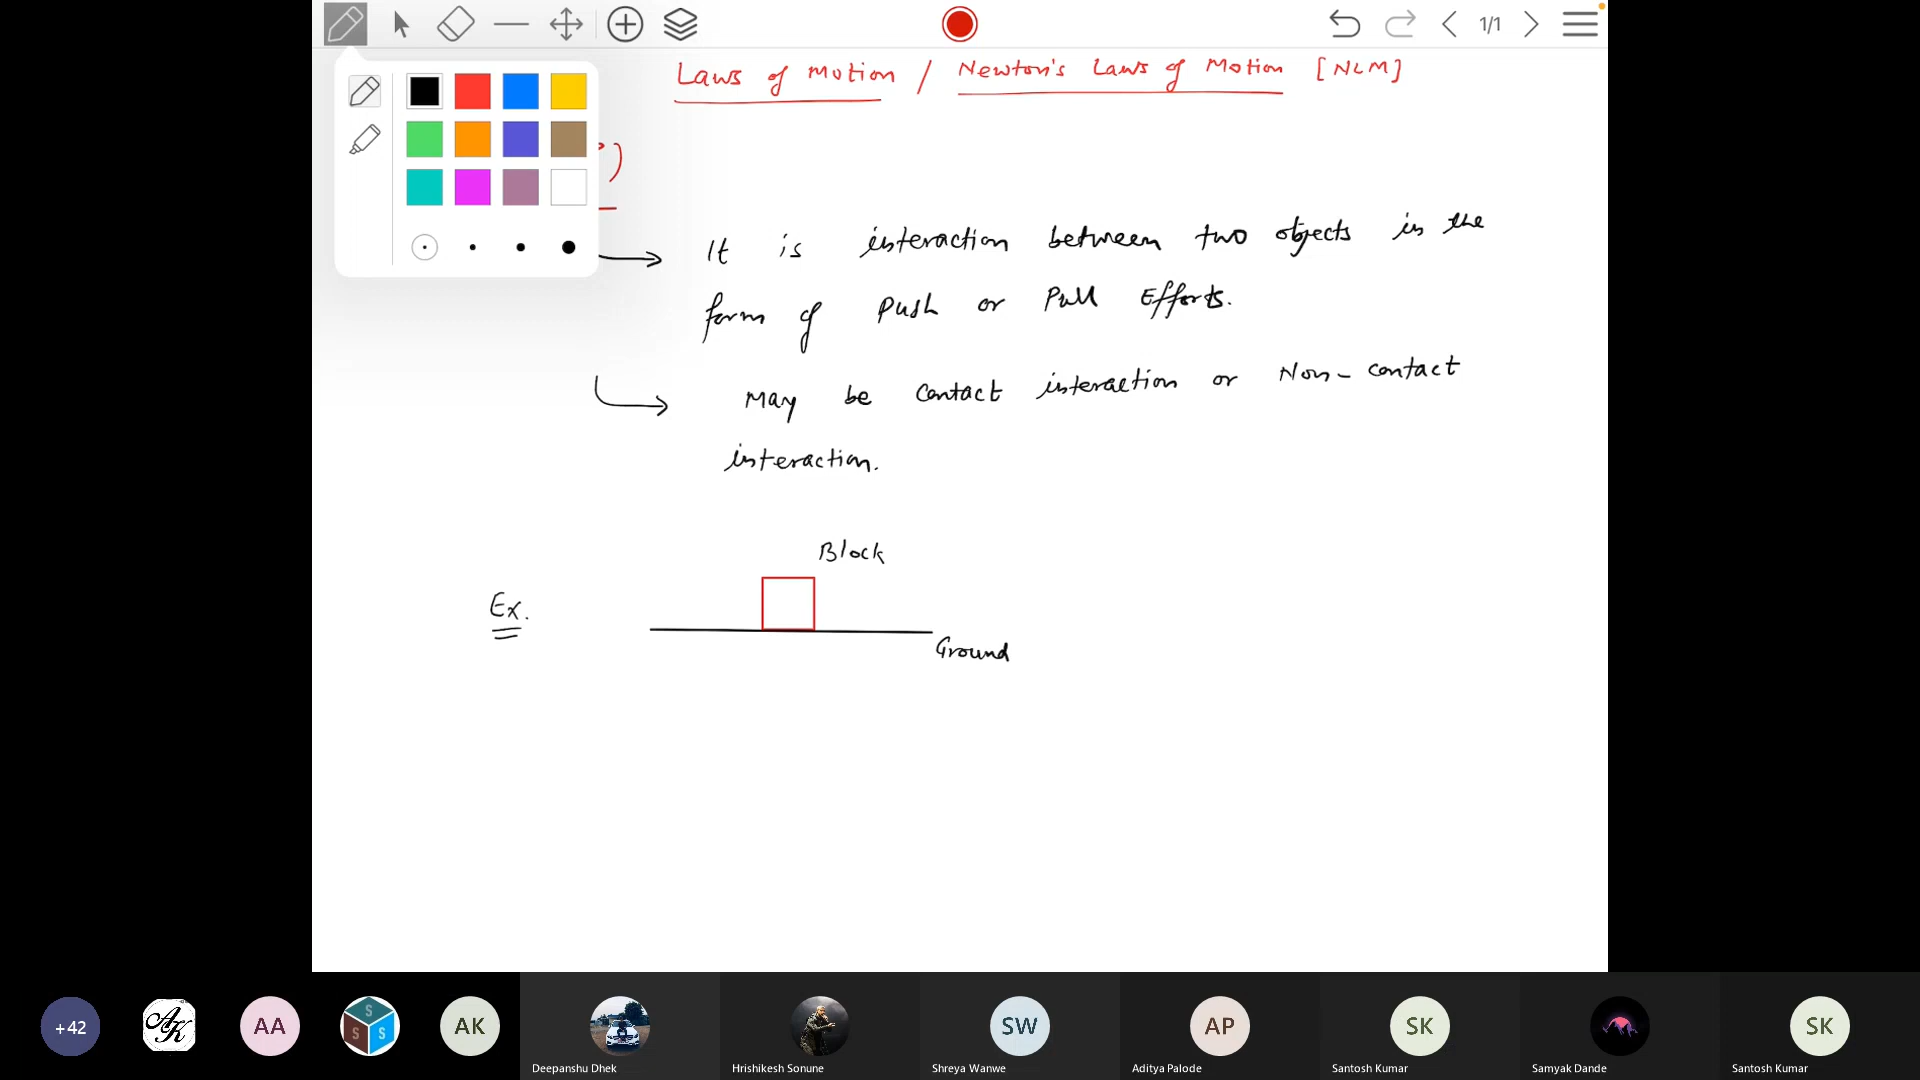 1/1
Laws of Motion / Newton's Laws of Motion [NLM]
)
It is interaction between two objects in the
form of Push or Pull Efforts.
May be contact interaction or Non-contact
interaction.
Block
Ex.
Ground
+42
AK
AA
S
S S
AK
SW
AP
SK
SK
Deepanshu Dhek
Hrishikesh Sonune
Shreya Wanwe
Aditya Palode
Santosh Kumar
Samyak Dande
Santosh Kumar